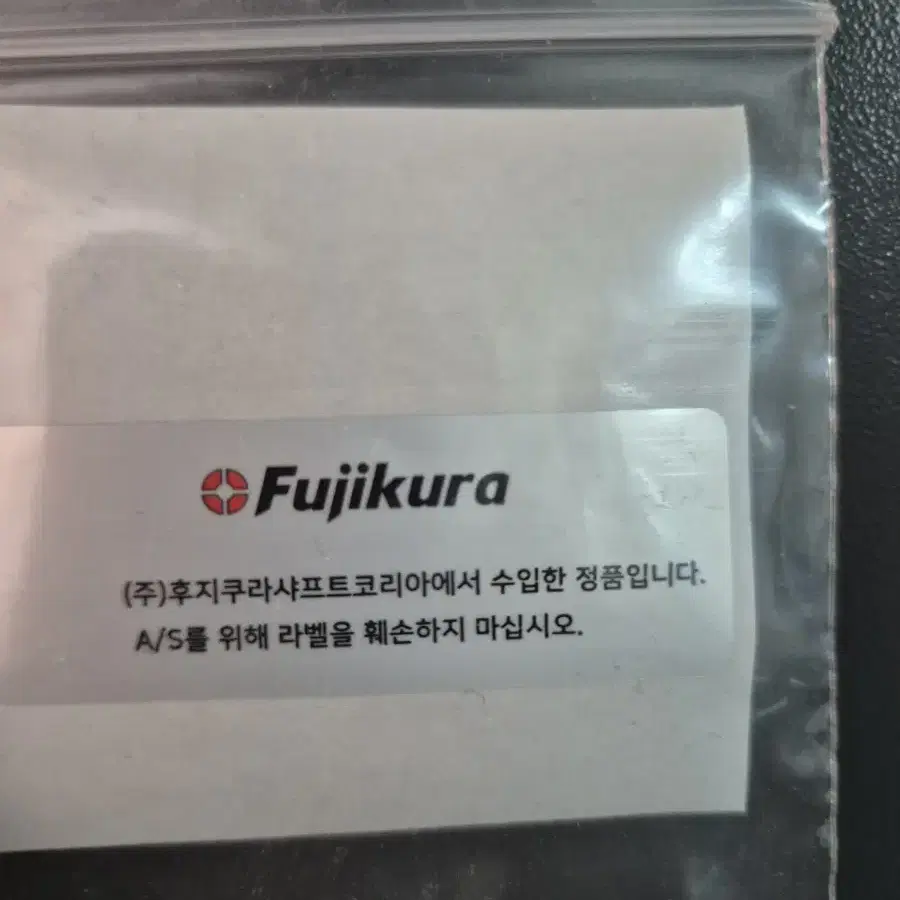 Fujikura
(주)후지쿠라샤프트코리아에서 수입한 정품입니다.
A/S를 위해 라벨을 훼손하지 마십시오.